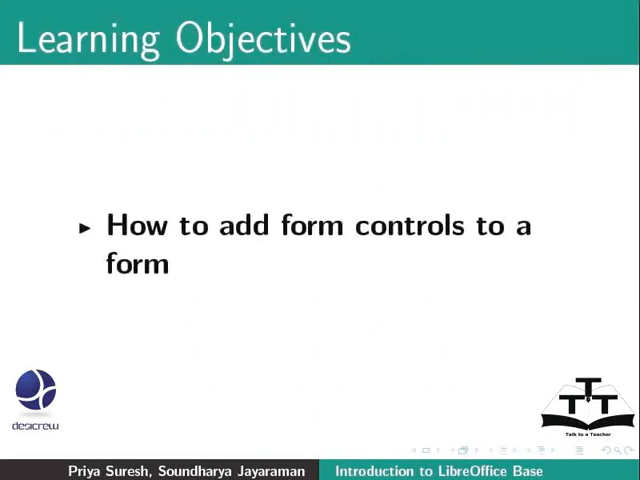 Learning Objectives
How to add form controls to a
form
desicrew
T
T T
Talk to a Teacher
Priya Suresh, Soundharya Jayaraman
Introduction to LibreOffice Base